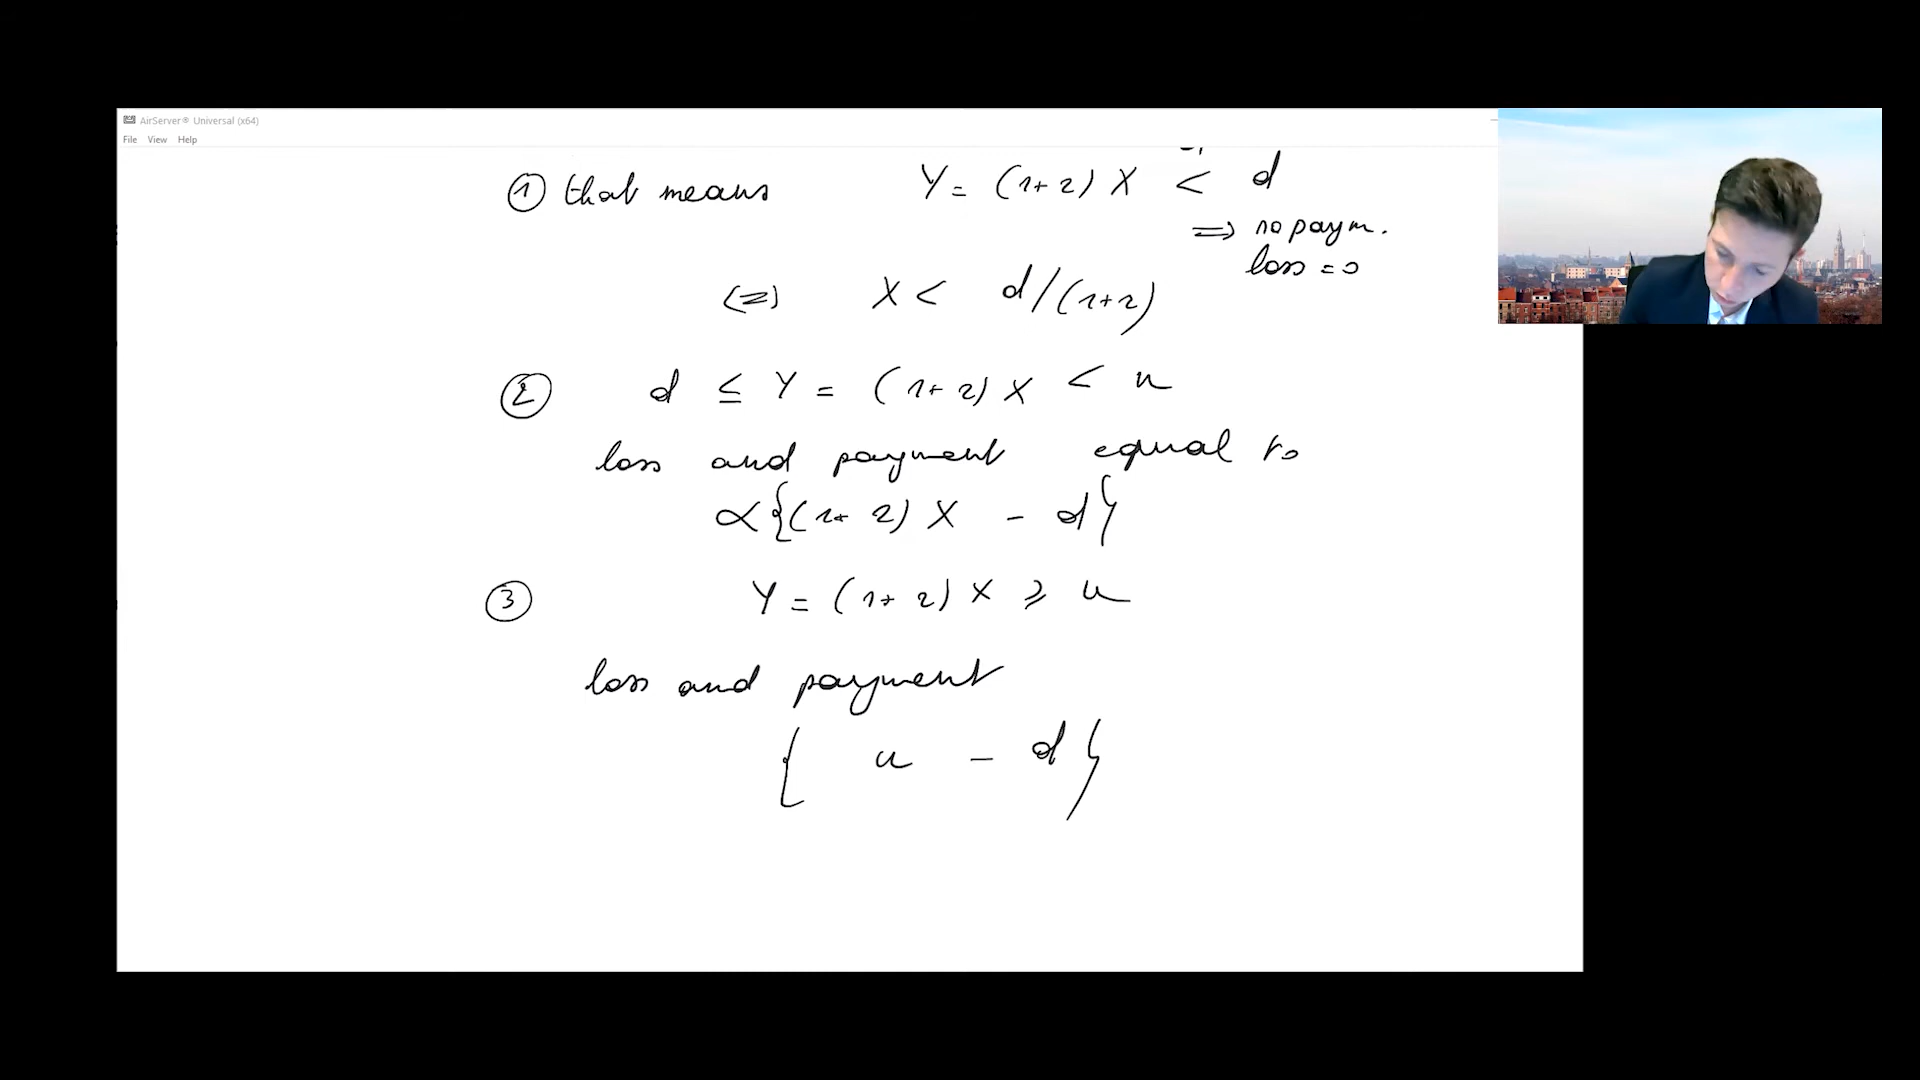 AirServer® Universal (x64)
File View Help
① that means Y = (1+r) X < d
⇒ no paym.
loss = 0
(=) X < d/(1+r)
② d ≤ Y = (1+r) X < u
loss and payment equal to
α{(1+r) X - d}
③ Y = (1+r) X ≥ u
loss and payment
{ u - d}